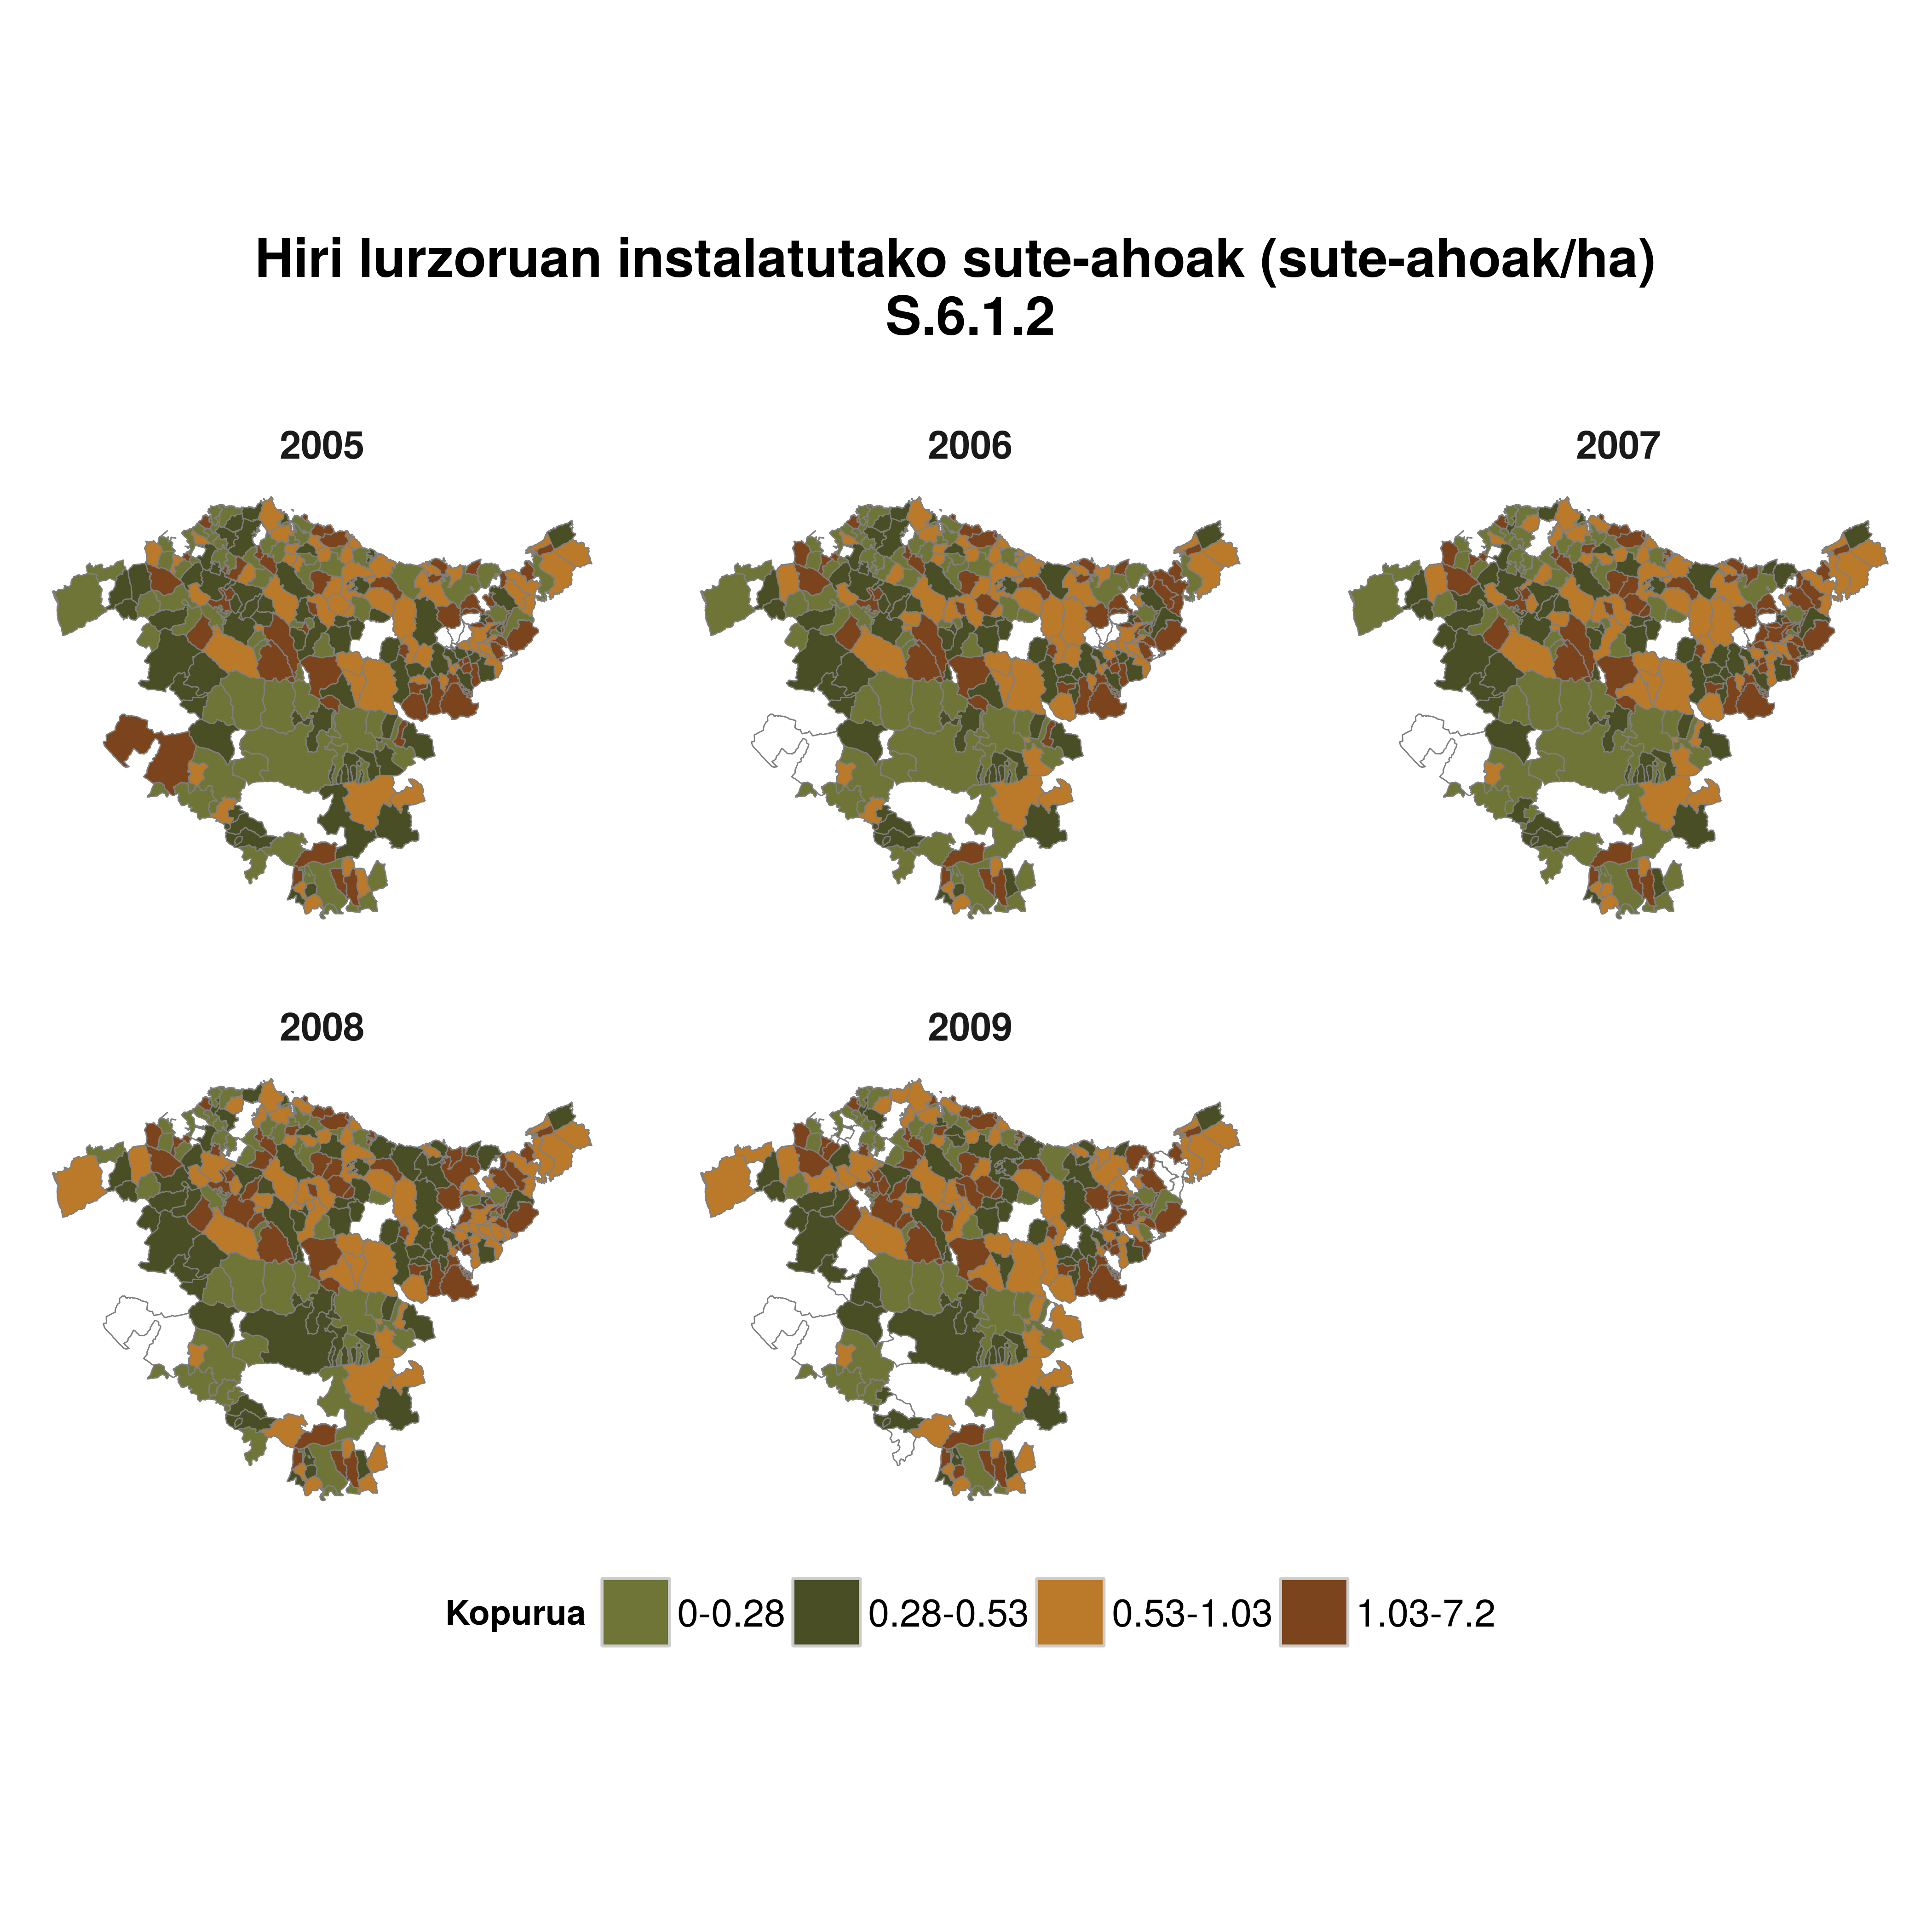 Hiri lurzoruan instalatutako sute-ahoak (sute-ahoak/ha)
S.6.1.2
2005
2006
2007
2008
2009
Kopurua 0-0.28 0.28-0.53 0.53-1.03 1.03-7.2